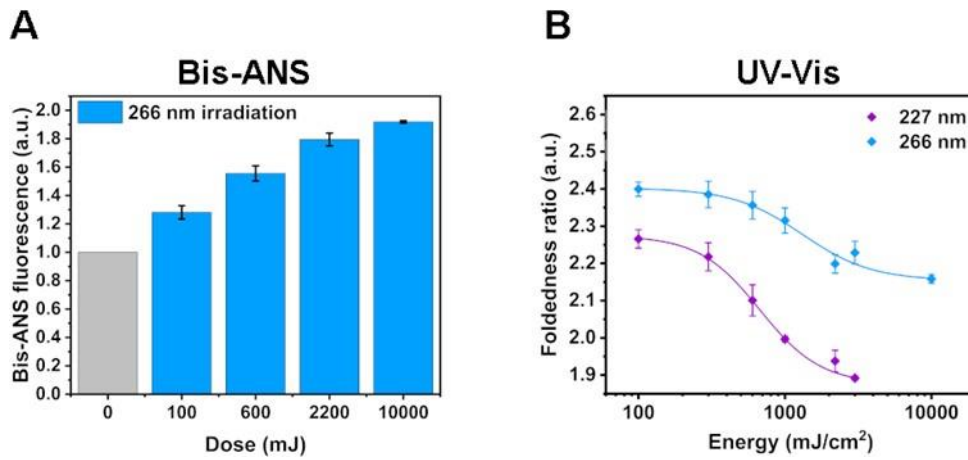 A
Bis-ANS
266 nm irradiation
Bis-ANS fluorescence (a.u.)
2.0
1.8
1.6
1.4
1.2
1.0
0.8
0.6
0.4
0.2
0.0
0 100 600 2200 10000
Dose (mJ)
B
UV-Vis
227 nm
266 nm
Foldedness ratio (a.u.)
2.6
2.5
2.4
2.3
2.2
2.1
2.0
1.9
100 1000 10000
Energy (mJ/cm²)